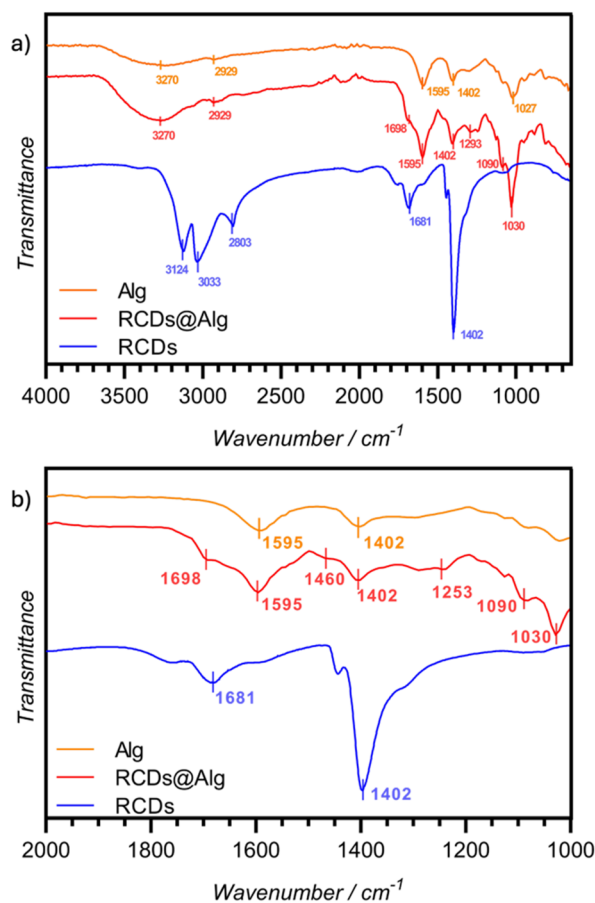 a)
3270
2929
1595
1402
1027
3270
2929
1698
1595
1402
1293
1090
1030
3124
3033
2803
1681
1402
Transmittance
Alg
RCDs@Alg
RCDs
4000 3500 3000 2500 2000 1500 1000
Wavenumber / cm-1
b)
1595
1402
1698
1595
1460
1402
1253
1090
1030
1681
1402
Transmittance
Alg
RCDs@Alg
RCDs
2000 1800 1600 1400 1200 1000
Wavenumber / cm-1